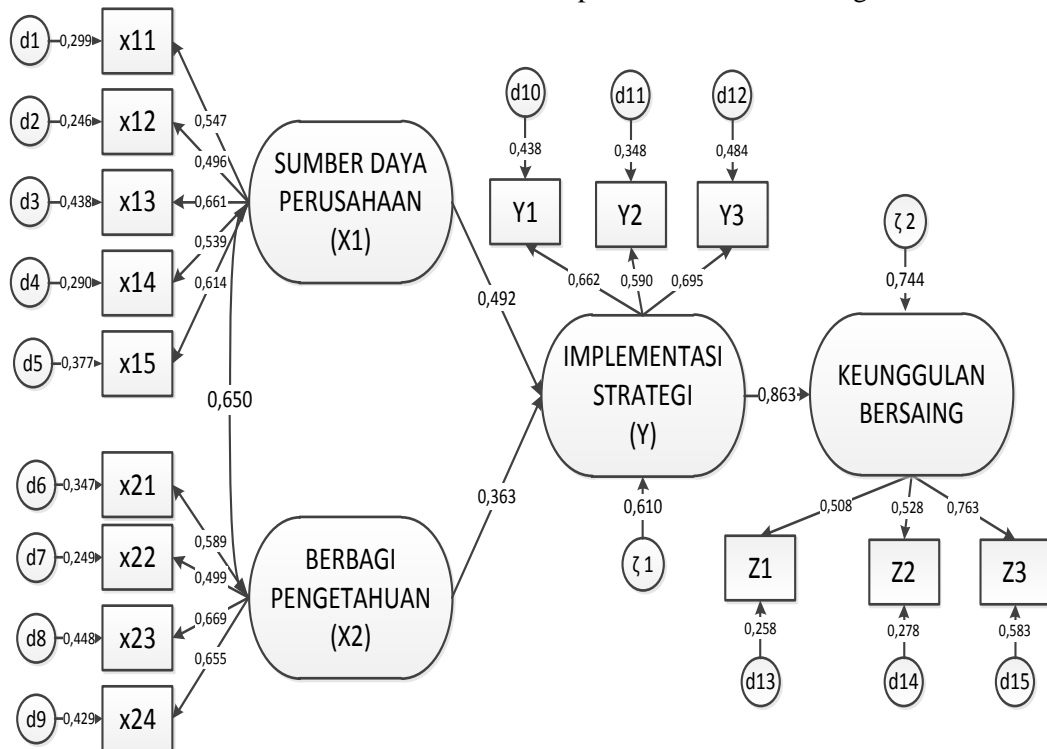 d1
0,299
x11
d2
0,246
x12
d3
0,438
x13
d4
0,290
x14
d5
0,377
x15
0,547
0,496
0,661
0,539
0,614
SUMBER DAYA
PERUSAHAAN
(X1)
0,650
d6
0,347
x21
d7
0,249
x22
d8
0,448
x23
d9
0,429
x24
0,589
0,499
0,669
0,655
BERBAGI
PENGETAHUAN
(X2)
0,492
0,363
d10
d11
d12
0,438
0,348
0,484
Y1
Y2
Y3
0,662
0,590
0,695
IMPLEMENTASI
STRATEGI
(Y)
0,610
ζ 1
0,863
ζ 2
0,744
KEUNGGULAN
BERSAING
0,508
0,528
0,763
Z1
Z2
Z3
0,258
0,278
0,583
d13
d14
d15